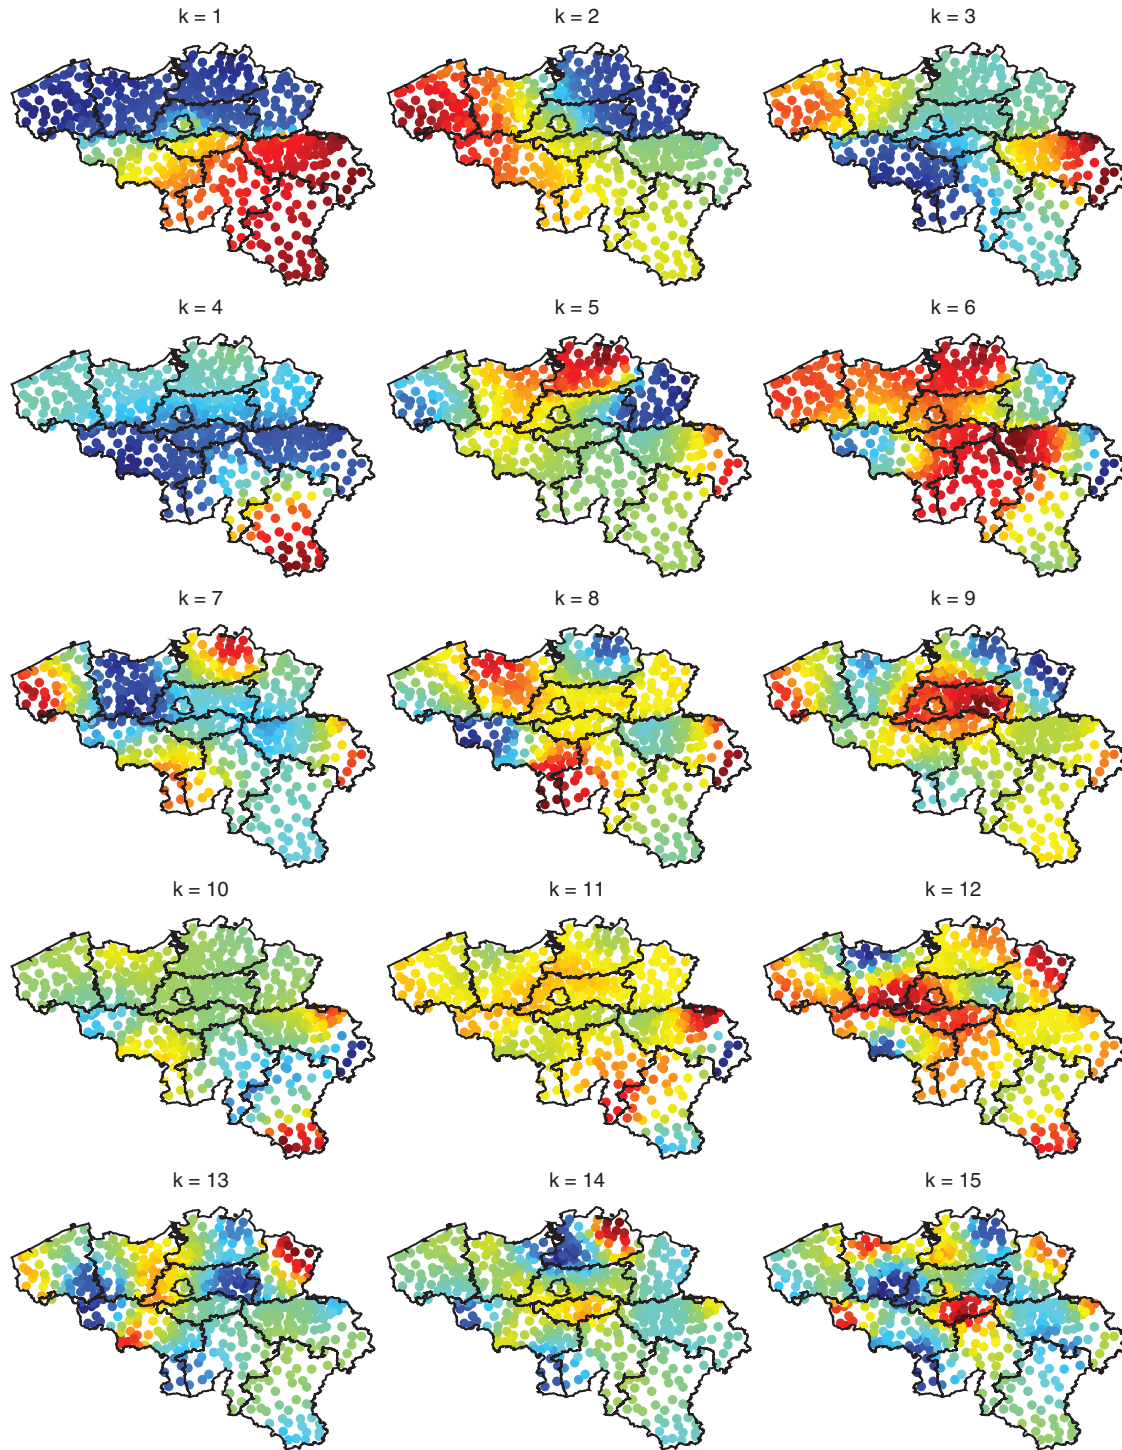 k = 1
k = 2
k = 3
k = 4
k = 5
k = 6
k = 7
k = 8
k = 9
k = 10
k = 11
k = 12
k = 13
k = 14
k = 15